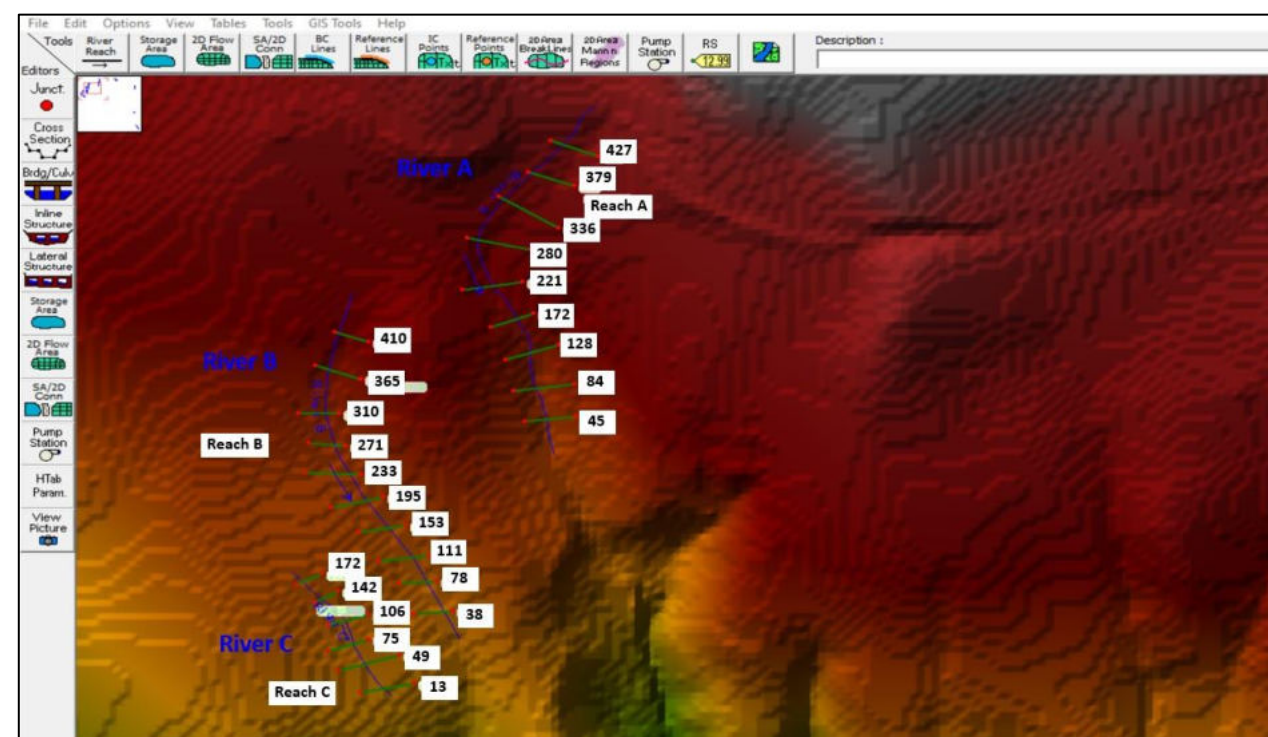 File Edit Options View Tables Tools GIS Tools Help
Tools
Editors
River
Reach
Storage
Area
2D Flow
Area
SA/2D
Conn
BC
Lines
Reference
Lines
IC
Points
Reference
Points
2D Area
BreakLines
2D Area
Mann n
Regions
Pump
Station
RS
12.99
Description :
Junct.
Cross
Section
Brdg/Culv
Inline
Structure
Lateral
Structure
Storage
Area
2D Flow
Area
SA/2D
Conn
Pump
Station
HTab
Param.
View
Picture
River A
427
379
Reach A
336
280
221
172
128
84
45
River B
410
365
310
Reach B
271
233
195
153
111
78
38
River C
172
142
106
75
49
Reach C
13